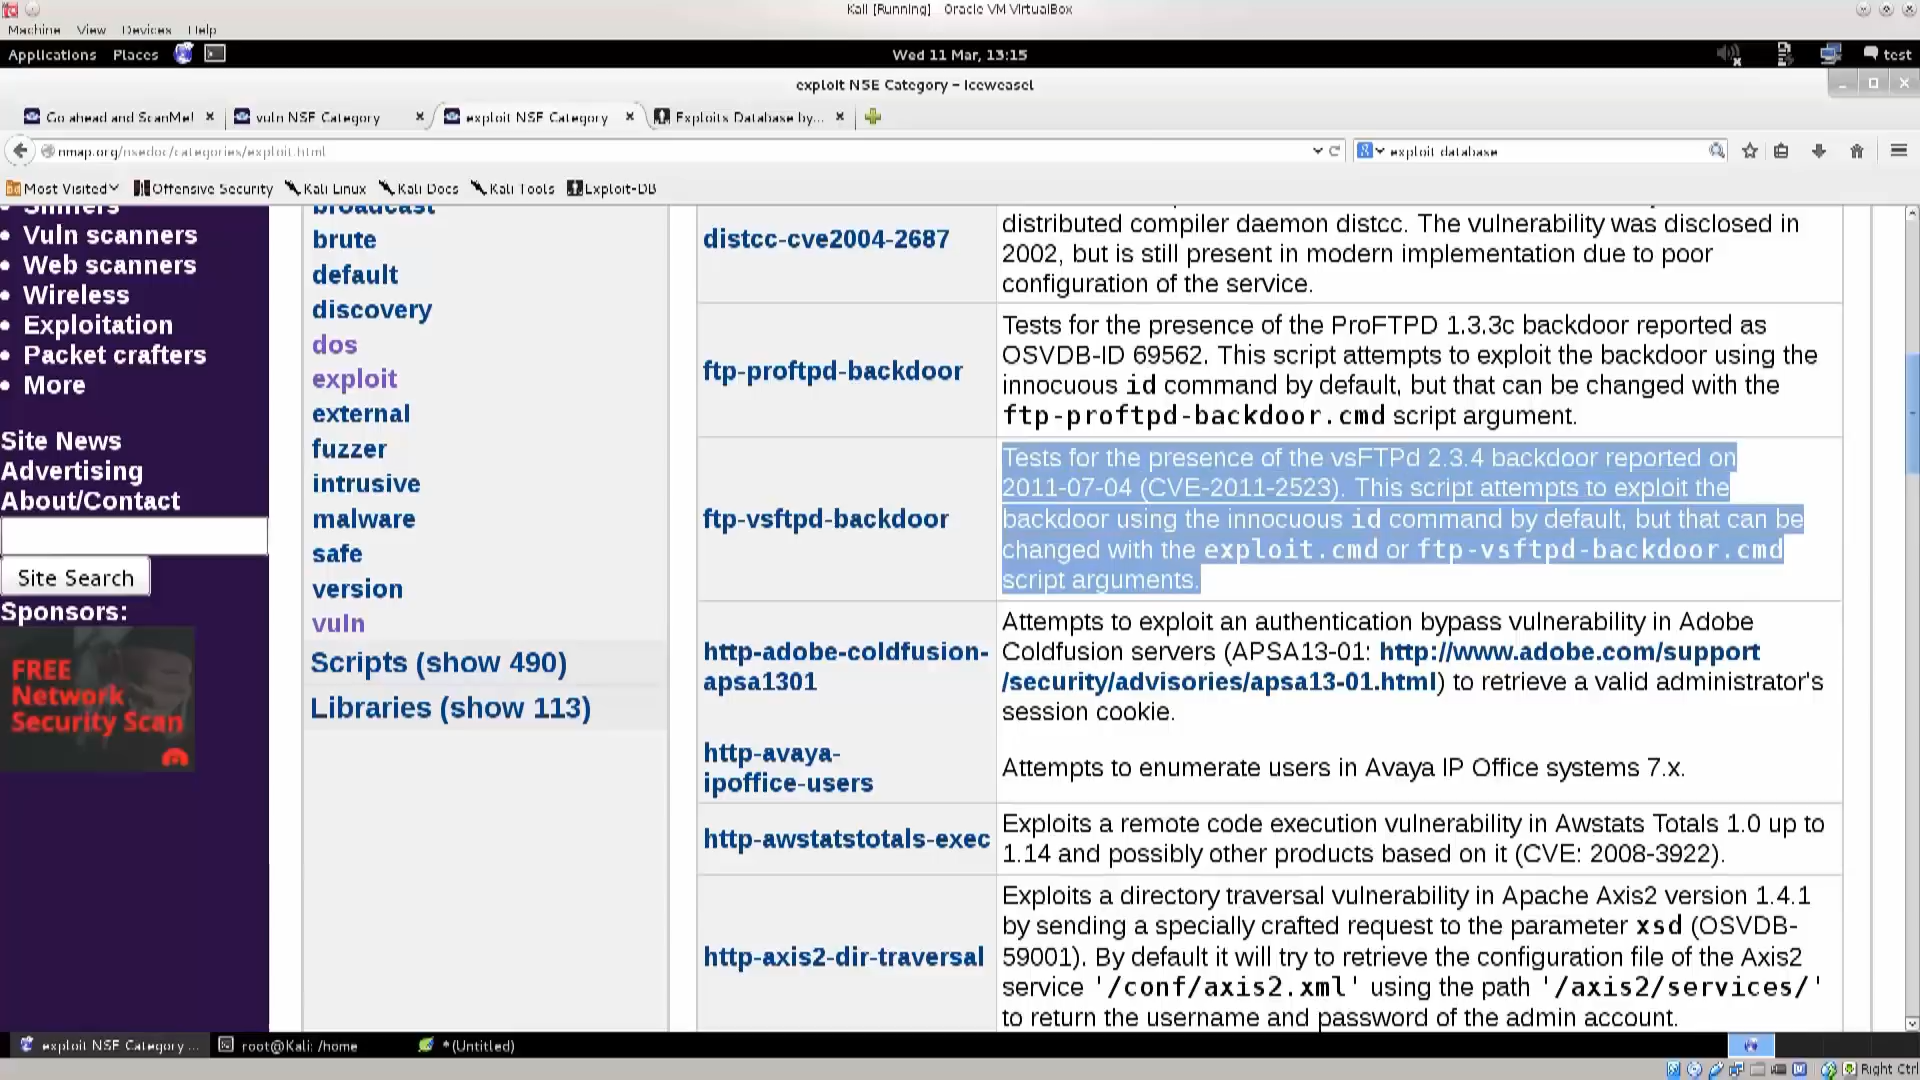 Kali [Running] Oracle VM VirtualBox
Machine View Devices Help
Applications Places
Wed 11 Mar, 13:15
test
exploit NSE Category – Iceweasel
Go ahead and ScanMe!
vuln NSE Category
exploit NSE Category
Exploits Database by...
nmap.org/nsedoc/categories/exploit.html
exploit database
Most Visited
Offensive Security
Kali Linux
Kali Docs
Kali Tools
Exploit-DB
Sniffers
Vuln scanners
Web scanners
Wireless
Exploitation
Packet crafters
More
Site News
Advertising
About/Contact
Site Search
Sponsors:
FREE
Network
Security Scan
broadcast
brute
default
discovery
dos
exploit
external
fuzzer
intrusive
malware
safe
version
vuln
Scripts (show 490)
Libraries (show 113)
distcc-cve2004-2687
distributed compiler daemon distcc. The vulnerability was disclosed in
2002, but is still present in modern implementation due to poor
configuration of the service.
ftp-proftpd-backdoor
Tests for the presence of the ProFTPD 1.3.3c backdoor reported as
OSVDB-ID 69562. This script attempts to exploit the backdoor using the
innocuous id command by default, but that can be changed with the
ftp-proftpd-backdoor.cmd script argument.
ftp-vsftpd-backdoor
Tests for the presence of the vsFTPd 2.3.4 backdoor reported on
2011-07-04 (CVE-2011-2523). This script attempts to exploit the
backdoor using the innocuous id command by default, but that can be
changed with the exploit.cmd or ftp-vsftpd-backdoor.cmd
script arguments.
http-adobe-coldfusion-
apsa1301
Attempts to exploit an authentication bypass vulnerability in Adobe
Coldfusion servers (APSA13-01: http://www.adobe.com/support
/security/advisories/apsa13-01.html) to retrieve a valid administrator's
session cookie.
http-avaya-
ipoffice-users
Attempts to enumerate users in Avaya IP Office systems 7.x.
http-awstatstotals-exec
Exploits a remote code execution vulnerability in Awstats Totals 1.0 up to
1.14 and possibly other products based on it (CVE: 2008-3922).
http-axis2-dir-traversal
Exploits a directory traversal vulnerability in Apache Axis2 version 1.4.1
by sending a specially crafted request to the parameter xsd (OSVDB-
59001). By default it will try to retrieve the configuration file of the Axis2
service '/conf/axis2.xml' using the path '/axis2/services/'
to return the username and password of the admin account.
exploit NSE Category ...
root@Kali: /home
*(Untitled)
Right Ctrl